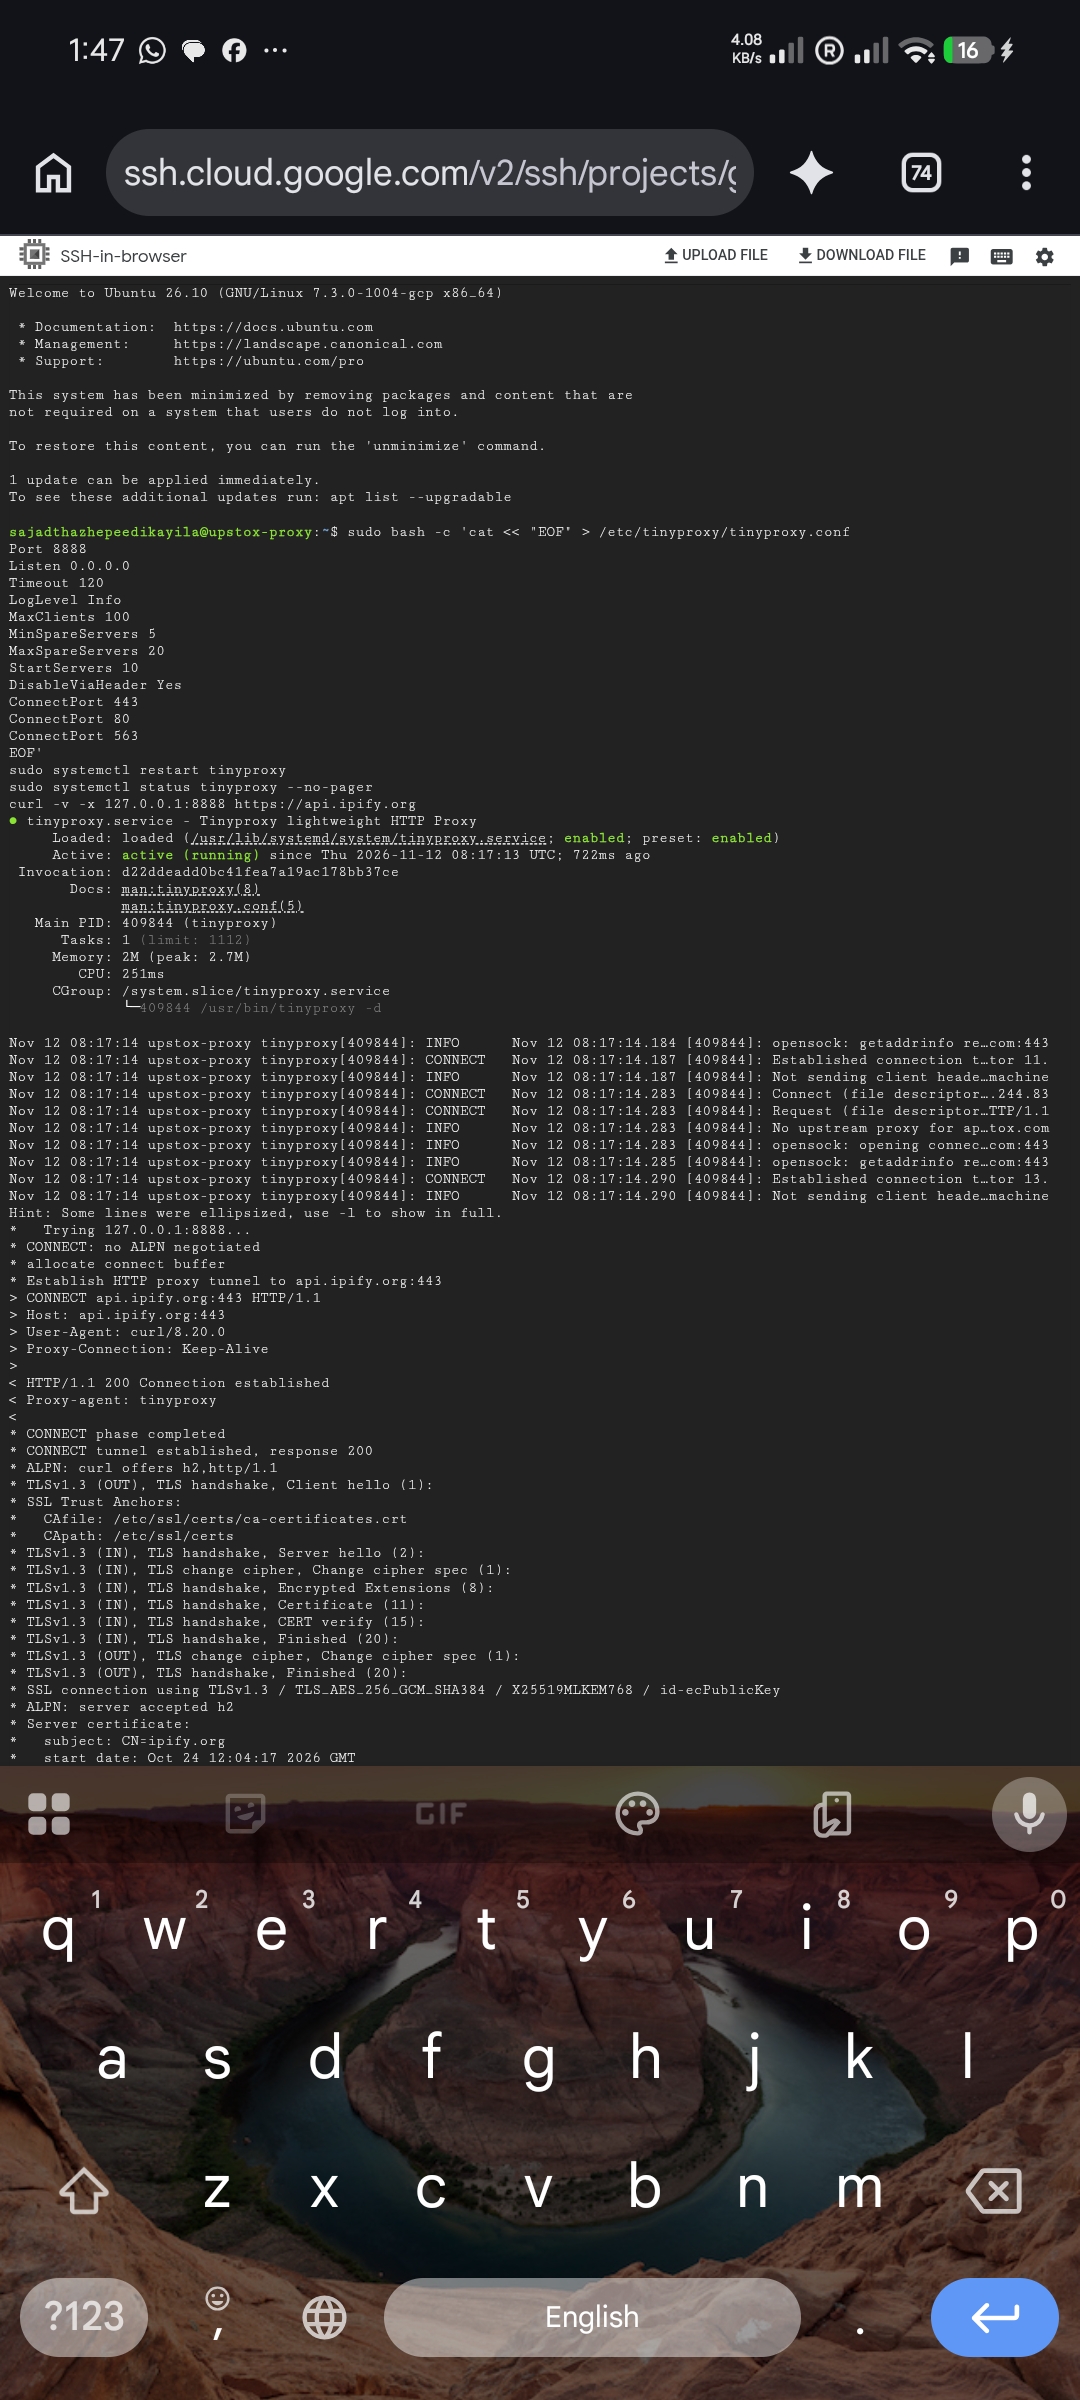 1:47
4.08
KB/s
R
16
ssh.cloud.google.com/v2/ssh/projects/
74
SSH-in-browser
UPLOAD FILE
DOWNLOAD FILE
Welcome to Ubuntu 26.10 (GNU/Linux 7.3.0-1004-gcp x86_64)
* Documentation:  https://docs.ubuntu.com
* Management:     https://landscape.canonical.com
* Support:        https://ubuntu.com/pro
This system has been minimized by removing packages and content that are
not required on a system that users do not log into.
To restore this content, you can run the 'unminimize' command.
1 update can be applied immediately.
To see these additional updates run: apt list --upgradable
sajadthazhepeedikayila@upstox-proxy:~$ sudo bash -c 'cat << "EOF" > /etc/tinyproxy/tinyproxy.conf
Port 8888
Listen 0.0.0.0
Timeout 120
LogLevel Info
MaxClients 100
MinSpareServers 5
MaxSpareServers 20
StartServers 10
DisableViaHeader Yes
ConnectPort 443
ConnectPort 80
ConnectPort 563
EOF'
sudo systemctl restart tinyproxy
sudo systemctl status tinyproxy --no-pager
curl -v -x 127.0.0.1:8888 https://api.ipify.org
● tinyproxy.service - Tinyproxy lightweight HTTP Proxy
Loaded: loaded (/usr/lib/systemd/system/tinyproxy.service; enabled; preset: enabled)
Active: active (running) since Thu 2026-11-12 08:17:13 UTC; 722ms ago
Invocation: d22ddeadd0bc41fea7a19ac178bb37ce
Docs: man:tinyproxy(8)
man:tinyproxy.conf(5)
Main PID: 409844 (tinyproxy)
Tasks: 1 (limit: 1112)
Memory: 2M (peak: 2.7M)
CPU: 251ms
CGroup: /system.slice/tinyproxy.service
└─409844 /usr/bin/tinyproxy -d
Nov 12 08:17:14 upstox-proxy tinyproxy[409844]: INFO      Nov 12 08:17:14.184 [409844]: opensock: getaddrinfo re…com:443
Nov 12 08:17:14 upstox-proxy tinyproxy[409844]: CONNECT   Nov 12 08:17:14.187 [409844]: Established connection t…tor 11.
Nov 12 08:17:14 upstox-proxy tinyproxy[409844]: INFO      Nov 12 08:17:14.187 [409844]: Not sending client heade…machine
Nov 12 08:17:14 upstox-proxy tinyproxy[409844]: CONNECT   Nov 12 08:17:14.283 [409844]: Connect (file descriptor….244.83
Nov 12 08:17:14 upstox-proxy tinyproxy[409844]: CONNECT   Nov 12 08:17:14.283 [409844]: Request (file descriptor…TTP/1.1
Nov 12 08:17:14 upstox-proxy tinyproxy[409844]: INFO      Nov 12 08:17:14.283 [409844]: No upstream proxy for ap…tox.com
Nov 12 08:17:14 upstox-proxy tinyproxy[409844]: INFO      Nov 12 08:17:14.283 [409844]: opensock: opening connec…com:443
Nov 12 08:17:14 upstox-proxy tinyproxy[409844]: INFO      Nov 12 08:17:14.285 [409844]: opensock: getaddrinfo re…com:443
Nov 12 08:17:14 upstox-proxy tinyproxy[409844]: CONNECT   Nov 12 08:17:14.290 [409844]: Established connection t…tor 13.
Nov 12 08:17:14 upstox-proxy tinyproxy[409844]: INFO      Nov 12 08:17:14.290 [409844]: Not sending client heade…machine
Hint: Some lines were ellipsized, use -l to show in full.
*   Trying 127.0.0.1:8888...
* CONNECT: no ALPN negotiated
* allocate connect buffer
* Establish HTTP proxy tunnel to api.ipify.org:443
> CONNECT api.ipify.org:443 HTTP/1.1
> Host: api.ipify.org:443
> User-Agent: curl/8.20.0
> Proxy-Connection: Keep-Alive
>
< HTTP/1.1 200 Connection established
< Proxy-agent: tinyproxy
<
* CONNECT phase completed
* CONNECT tunnel established, response 200
* ALPN: curl offers h2,http/1.1
* TLSv1.3 (OUT), TLS handshake, Client hello (1):
* SSL Trust Anchors:
*   CAfile: /etc/ssl/certs/ca-certificates.crt
*   CApath: /etc/ssl/certs
* TLSv1.3 (IN), TLS handshake, Server hello (2):
* TLSv1.3 (IN), TLS change cipher, Change cipher spec (1):
* TLSv1.3 (IN), TLS handshake, Encrypted Extensions (8):
* TLSv1.3 (IN), TLS handshake, Certificate (11):
* TLSv1.3 (IN), TLS handshake, CERT verify (15):
* TLSv1.3 (IN), TLS handshake, Finished (20):
* TLSv1.3 (OUT), TLS change cipher, Change cipher spec (1):
* TLSv1.3 (OUT), TLS handshake, Finished (20):
* SSL connection using TLSv1.3 / TLS_AES_256_GCM_SHA384 / X25519MLKEM768 / id-ecPublicKey
* ALPN: server accepted h2
* Server certificate:
*   subject: CN=ipify.org
*   start date: Oct 24 12:04:17 2026 GMT
GIF
1 2 3 4 5 6 7 8 9 0
q w e r t y u i o p
a s d f g h j k l
z x c v b n m
?123 , English .